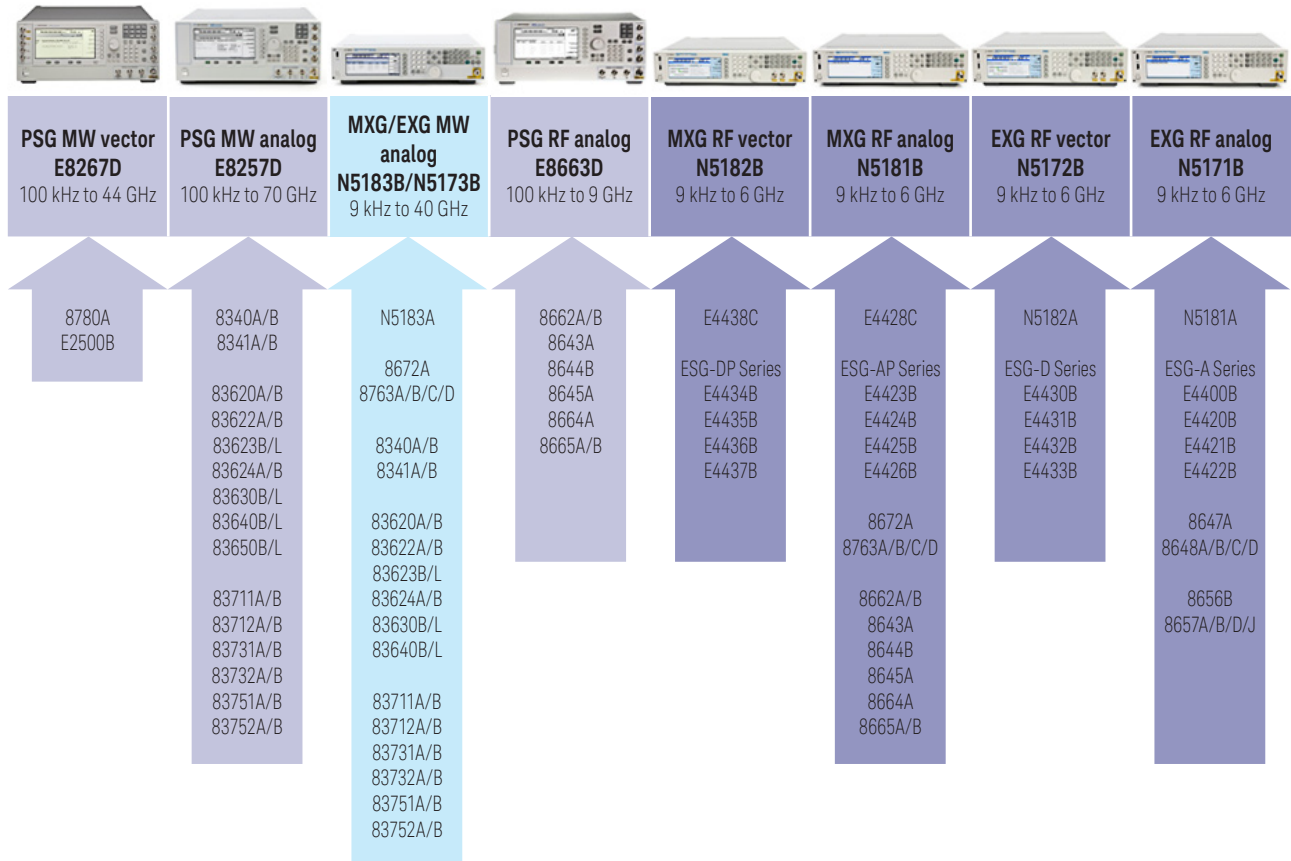 PSG MW vector
E8267D
100 kHz to 44 GHz
PSG MW analog
E8257D
100 kHz to 70 GHz
MXG/EXG MW
analog
N5183B/N5173B
9 kHz to 40 GHz
PSG RF analog
E8663D
100 kHz to 9 GHz
MXG RF vector
N5182B
9 kHz to 6 GHz
MXG RF analog
N5181B
9 kHz to 6 GHz
EXG RF vector
N5172B
9 kHz to 6 GHz
EXG RF analog
N5171B
9 kHz to 6 GHz
8780A
E2500B
8340A/B
8341A/B
83620A/B
83622A/B
83623B/L
83624A/B
83630B/L
83640B/L
83650B/L
83711A/B
83712A/B
83731A/B
83732A/B
83751A/B
83752A/B
N5183A
8672A
8763A/B/C/D
8340A/B
8341A/B
83620A/B
83622A/B
83623B/L
83624A/B
83630B/L
83640B/L
83711A/B
83712A/B
83731A/B
83732A/B
83751A/B
83752A/B
8662A/B
8643A
8644B
8645A
8664A
8665A/B
E4438C
ESG-DP Series
E4434B
E4435B
E4436B
E4437B
E4428C
ESG-AP Series
E4423B
E4424B
E4425B
E4426B
8672A
8763A/B/C/D
8662A/B
8643A
8644B
8645A
8664A
8665A/B
N5182A
ESG-D Series
E4430B
E4431B
E4432B
E4433B
N5181A
ESG-A Series
E4400B
E4420B
E4421B
E4422B
8647A
8648A/B/C/D
8656B
8657A/B/D/J